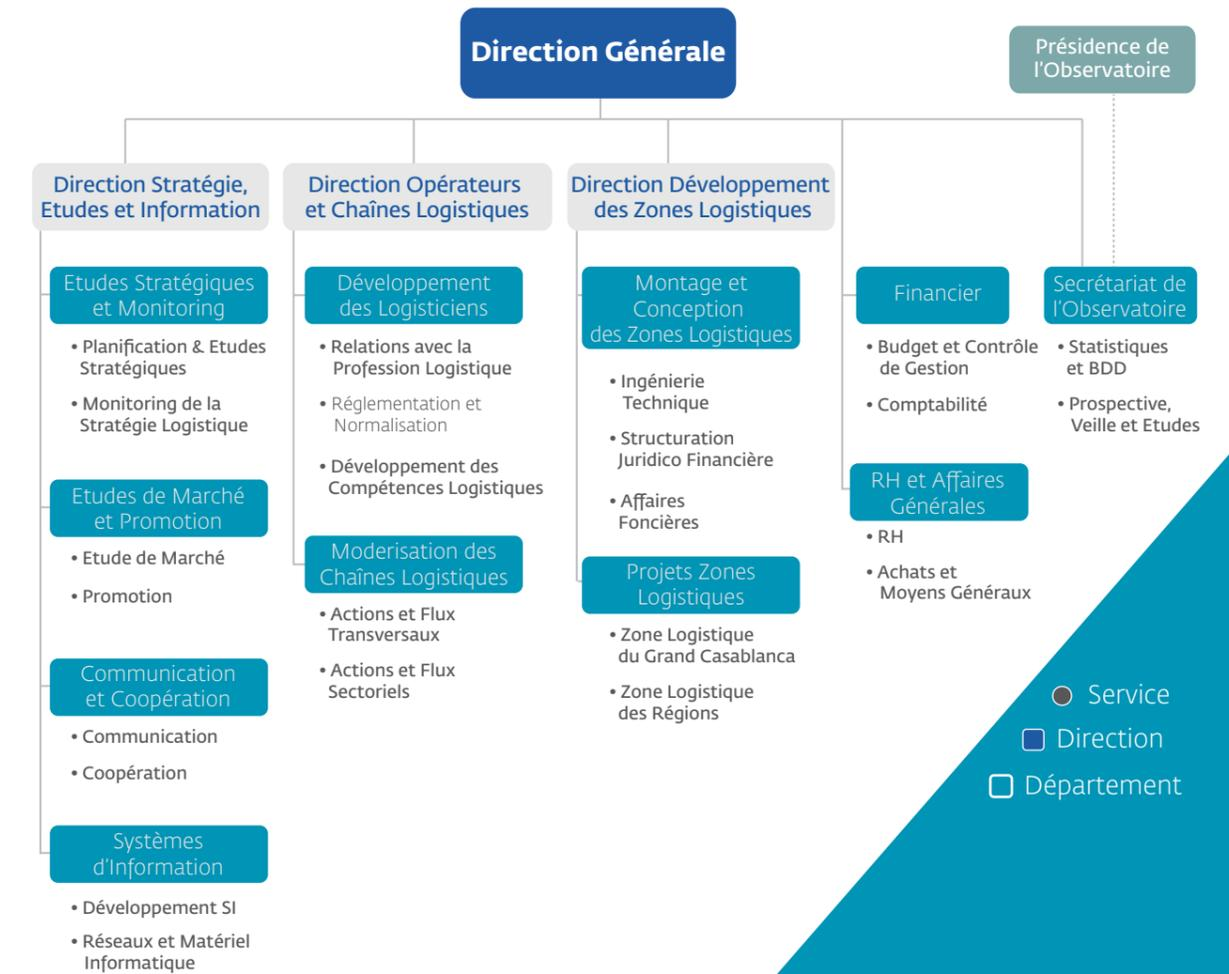 Direction Générale
Présidence de
l'Observatoire
Direction Stratégie,
Etudes et Information
Direction Opérateurs
et Chaînes Logistiques
Direction Développement
des Zones Logistiques
Etudes Stratégiques
et Monitoring
• Planification & Etudes
Stratégiques
• Monitoring de la
Stratégie Logistique
Etudes de Marché
et Promotion
• Etude de Marché
• Promotion
Communication
et Coopération
• Communication
• Coopération
Systèmes
d'Information
• Développement SI
• Réseaux et Matériel
Informatique
Développement
des Logisticiens
• Relations avec la
Profession Logistique
• Réglementation et
Normalisation
• Développement des
Compétences Logistiques
Moderisation des
Chaînes Logistiques
• Actions et Flux
Transversaux
• Actions et Flux
Sectoriels
Montage et
Conception
des Zones Logistiques
• Ingénierie
Technique
• Structuration
Juridico Financière
• Affaires
Foncières
Projets Zones
Logistiques
• Zone Logistique
du Grand Casablanca
• Zone Logistique
des Régions
Financier
• Budget et Contrôle
de Gestion
• Comptabilité
RH et Affaires
Générales
• RH
• Achats et
Moyens Généraux
Secrétariat de
l'Observatoire
• Statistiques
et BDD
• Prospective,
Veille et Etudes
Service
Direction
Département